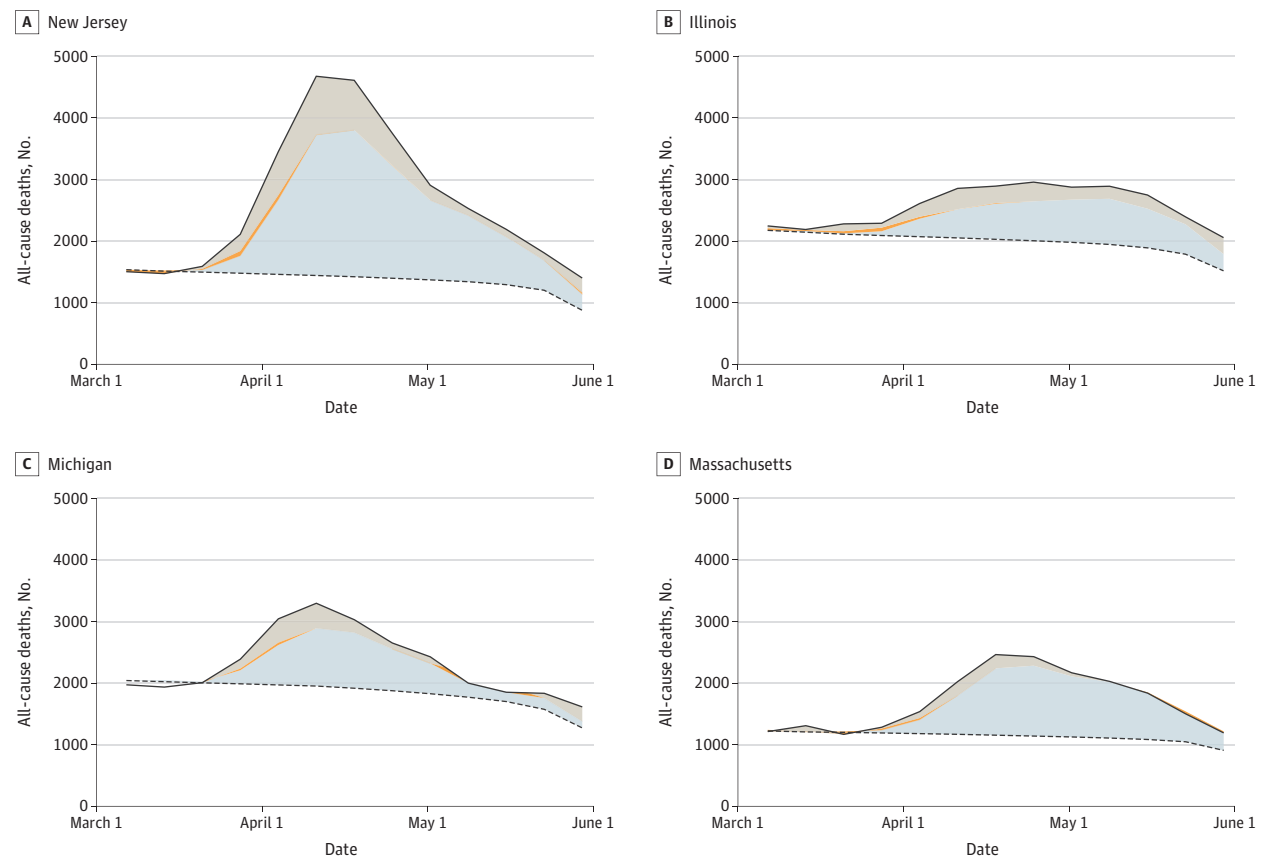 A New Jersey
All-cause deaths, No.
5000
4000
3000
2000
1000
0
March 1 April 1 May 1 June 1
Date
B Illinois
All-cause deaths, No.
5000
4000
3000
2000
1000
0
March 1 April 1 May 1 June 1
Date
C Michigan
All-cause deaths, No.
5000
4000
3000
2000
1000
0
March 1 April 1 May 1 June 1
Date
D Massachusetts
All-cause deaths, No.
5000
4000
3000
2000
1000
0
March 1 April 1 May 1 June 1
Date